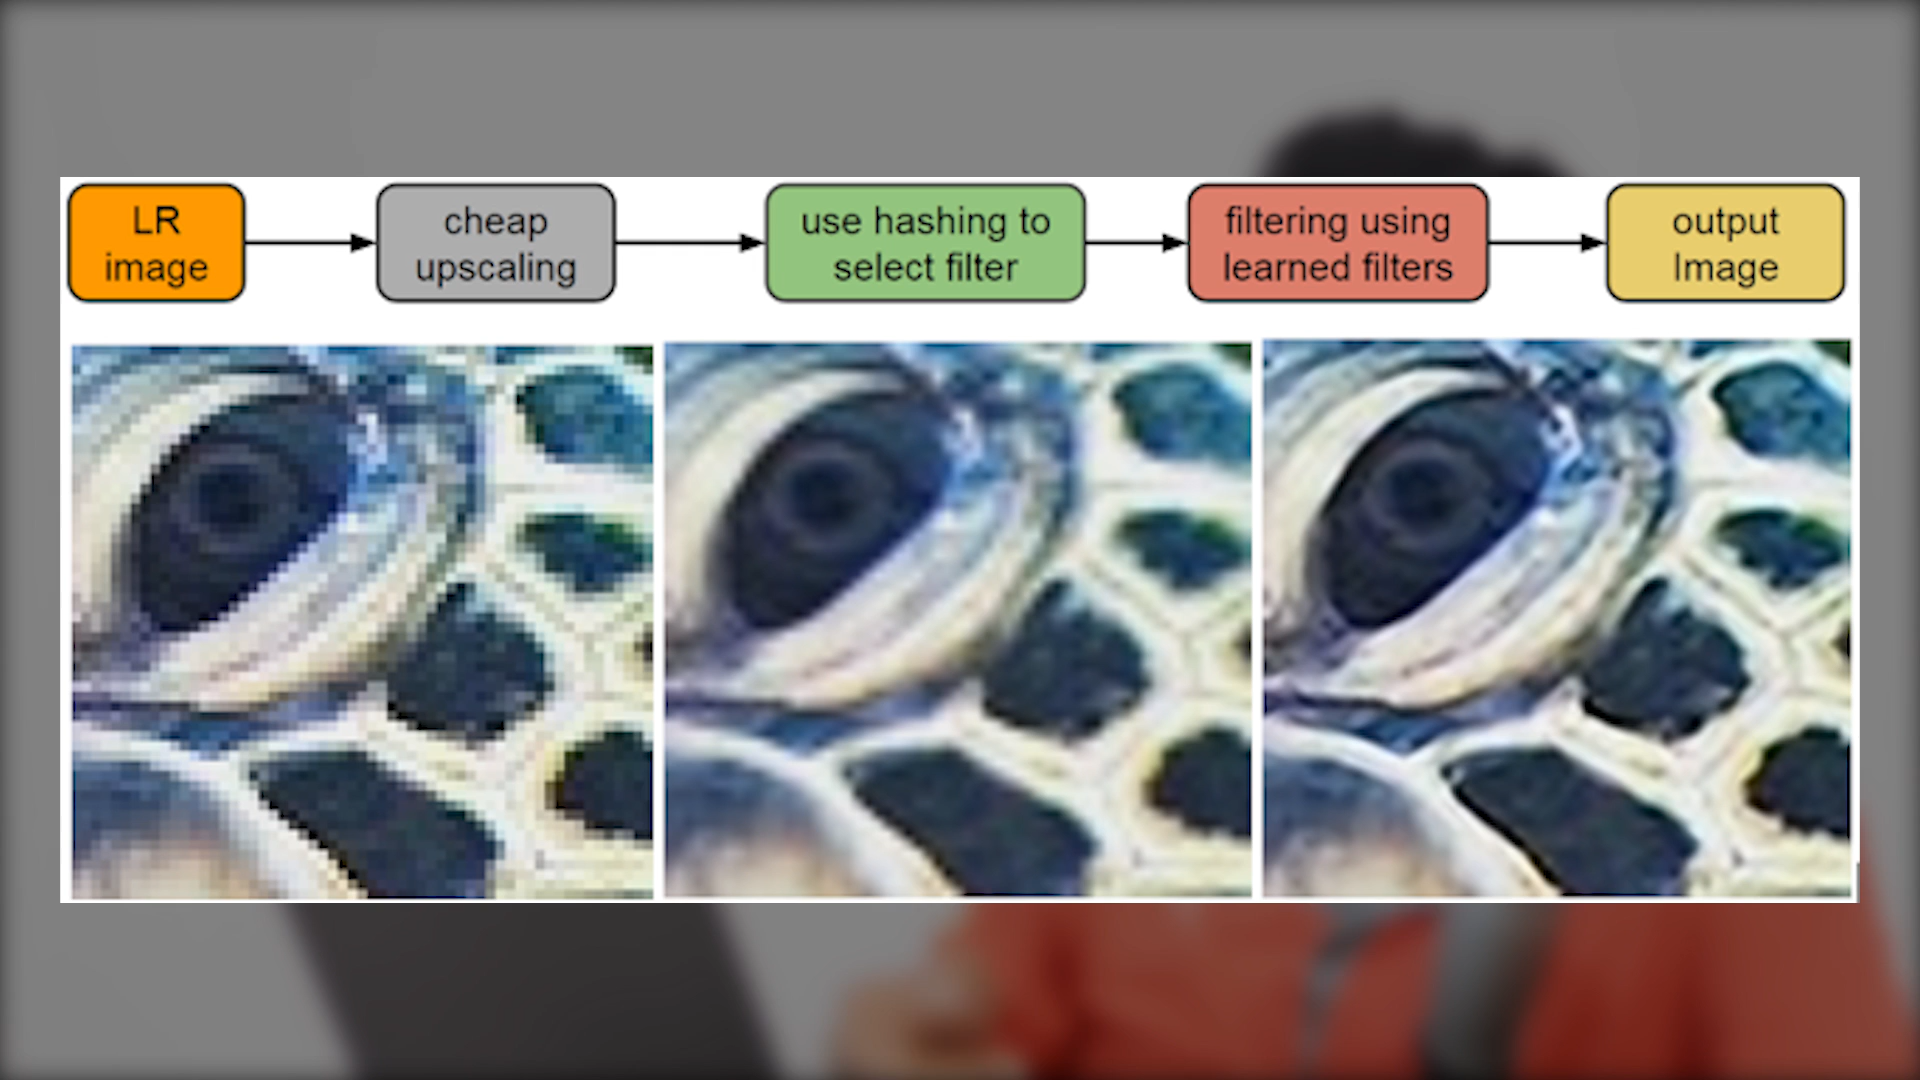 LR
image
cheap
upscaling
use hashing to
select filter
filtering using
learned filters
output
Image